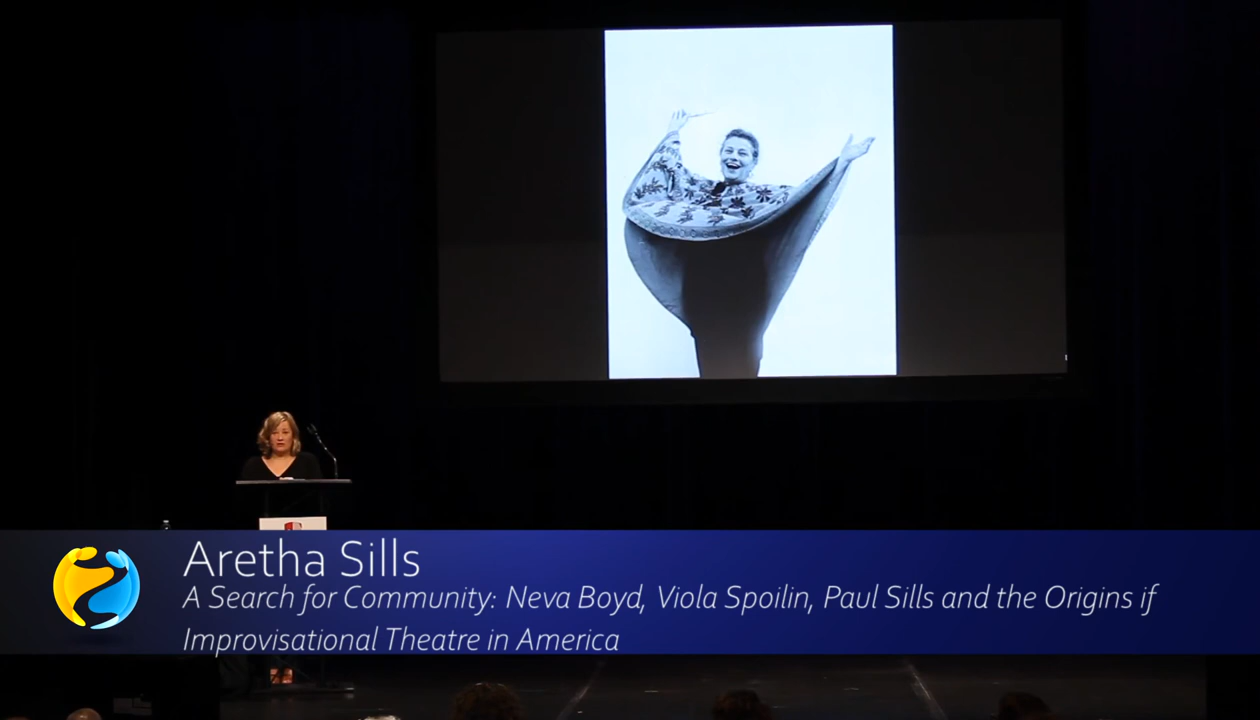 Aretha Sills
A Search for Community: Neva Boyd, Viola Spoilin, Paul Sills and the Origins if
Improvisational Theatre in America